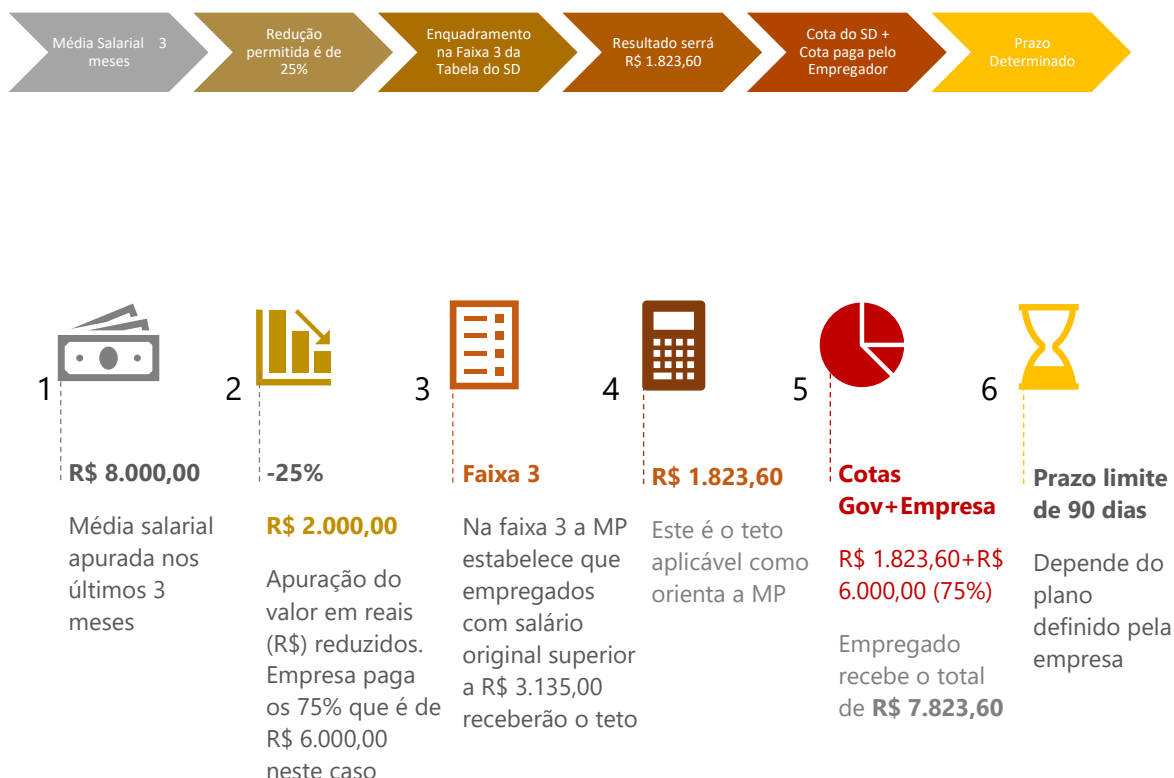 Média Salarial 3
meses
Redução
permitida é de
25%
Enquadramento
na Faixa 3 da
Tabela do SD
Resultado serrá
R$ 1.823,60
Cota do SD +
Cota paga pelo
Empregador
Prazo
Determinado
1
R$ 8.000,00
Média salarial
apurada nos
últimos 3
meses
2
-25%
R$ 2.000,00
Apuração do
valor em reais
(R$) reduzidos.
Empresa paga
os 75% que é de
R$ 6.000,00
neste caso
3
Faixa 3
Na faixa 3 a MP
estabelece que
empregados
com salário
original superior
a R$ 3.135,00
receberão o teto
4
R$ 1.823,60
Este é o teto
aplicável como
orienta a MP
5
Cotas
Gov+Empresa
R$ 1.823,60+R$
6.000,00 (75%)
Empregado
recebe o total
de R$ 7.823,60
6
Prazo limite
de 90 dias
Depende do
plano
definido pela
empresa